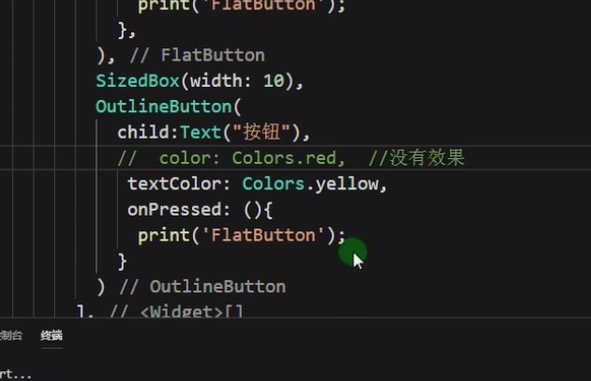 print('FlatButton');
},
), // FlatButton
SizedBox(width: 10),
OutlineButton(
child:Text("按钮"),
//  color: Colors.red,  //没有效果
textColor: Colors.yellow,
onPressed: (){
print('FlatButton');
}
) // OutlineButton
], // <Widget>[]
制台 终端
rt...